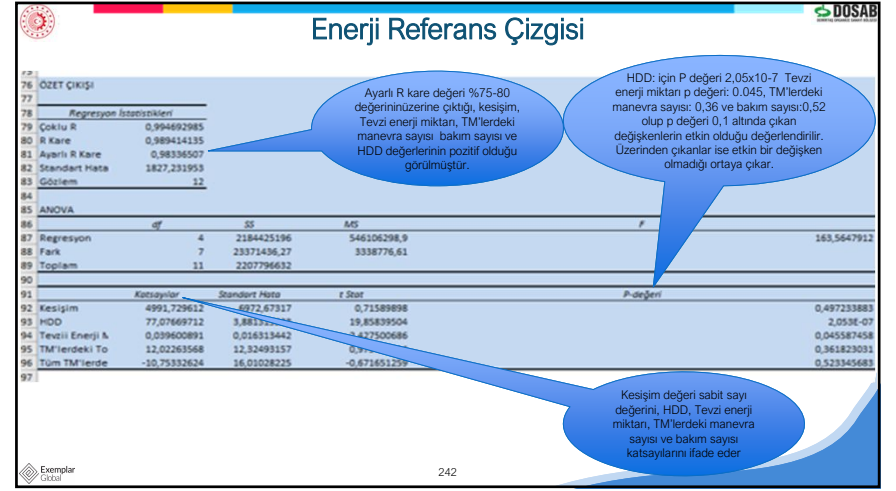 Enerji Referans Çizgisi
DOSAB
Ayarlı R kare değeri %75-80
değerininüzerine çıktığı, kesişim,
Tevzi enerji miktarı, TM'lerdeki
manevra sayısı bakım sayısı ve
HDD değerlerinin pozitif olduğu
görülmüştür.
HDD: için P değeri 2,05x10-7 Tevzi
enerji miktarı p değeri: 0.045, TM'lerdeki
manevra sayısı: 0,36 ve bakım sayısı:0,52
olup p değeri 0,1 altında çıkan
değişkenlerin etkin olduğu değerlendirilir.
Üzerinden çıkanlar ise etkin bir değişken
olmadığı ortaya çıkar.
75
76 ÖZET ÇIKIŞI
77
78 Regresyon İstatistikleri
79 Çoklu R 0,994692985
80 R Kare 0,989414135
81 Ayarlı R Kare 0,98336507
82 Standart Hata 1827,231953
83 Gözlem 12
84
85 ANOVA
86 df SS MS F
87 Regresyon 4 2184425196 546106298,9 163,5647912
88 Fark 7 23371436,27 3338776,61
89 Toplam 11 2207796632
90
91 Katsayılar Standart Hata t Stat P-değeri
92 Kesişim 4991,729612 6972,67317 0,71589898 0,497233883
93 HDD 77,07669712 19,85839504 2,053E-07
94 Tevzii Enerji M 0,039600891 0,016313442 2,427500686 0,045587458
95 TM'lerdeki To 12,02263568 12,32493157 0,361823031
96 Tüm TM'lerde -10,75332624 16,01028225 -0,671651259 0,523345683
97
Kesişim değeri sabit sayı
değerini, HDD, Tevzi enerji
miktarı, TM'lerdeki manevra
sayısı ve bakım sayısı
katsayılarını ifade eder
Exemplar
Global
242